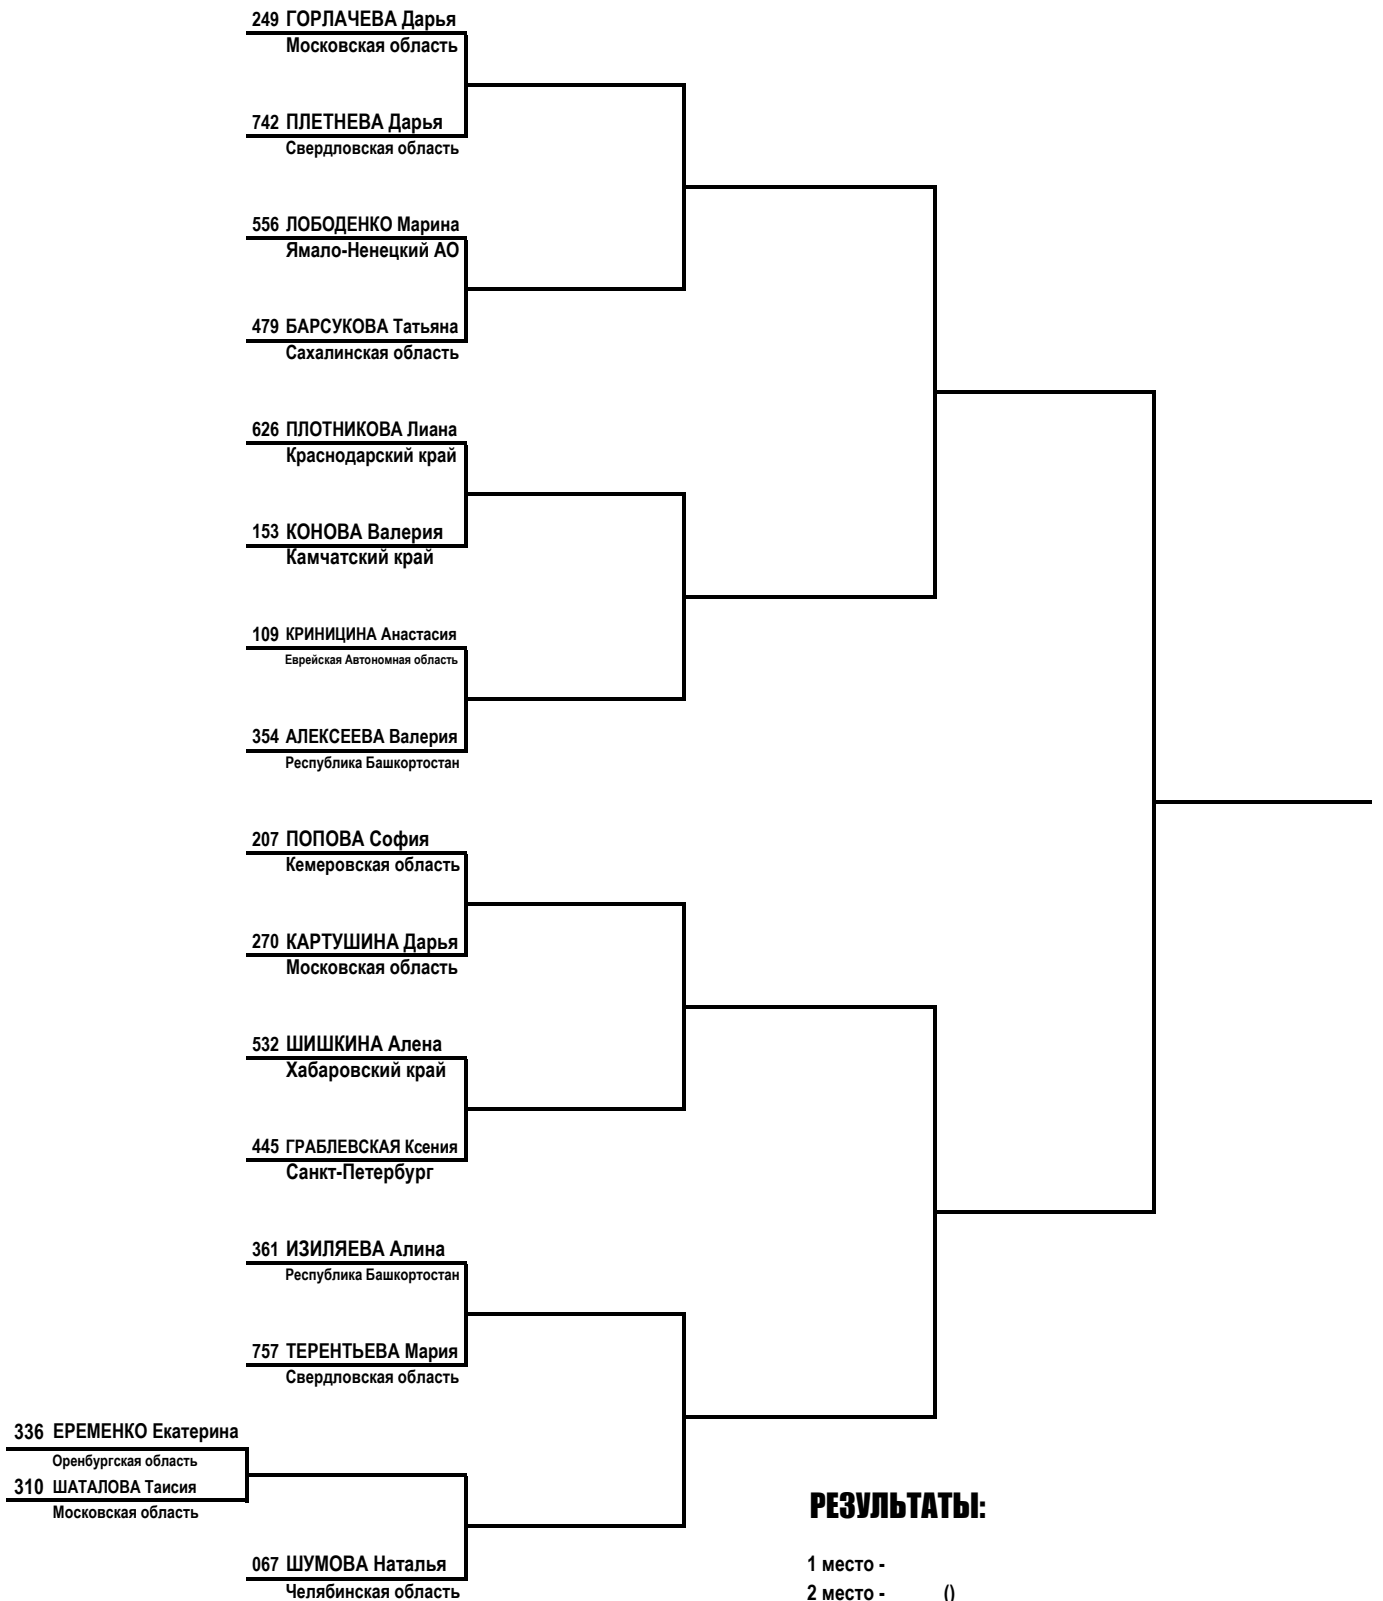 249 ГОРЛАЧЕВА Дарья
Московская область
742 ПЛЕТНЕВА Дарья
Свердловская область
556 ЛОБОДЕНКО Марина
Ямало-Ненецкий АО
479 БАРСУКОВА Татьяна
Сахалинская область
626 ПЛОТНИКОВА Лиана
Краснодарский край
153 КОНОВА Валерия
Камчатский край
109 КРИНИЦИНА Анастасия
Еврейская Автономная область
354 АЛЕКСЕЕВА Валерия
Республика Башкортостан
207 ПОПОВА София
Кемеровская область
270 КАРТУШИНА Дарья
Московская область
532 ШИШКИНА Алена
Хабаровский край
445 ГРАБЛЕВСКАЯ Ксения
Санкт-Петербург
361 ИЗИЛЯЕВА Алина
Республика Башкортостан
757 ТЕРЕНТЬЕВА Мария
Свердловская область
336 ЕРЕМЕНКО Екатерина
Оренбургская область
310 ШАТАЛОВА Таисия
Московская область
067 ШУМОВА Наталья
Челябинская область
РЕЗУЛЬТАТЫ:
1 место -
2 место - ()